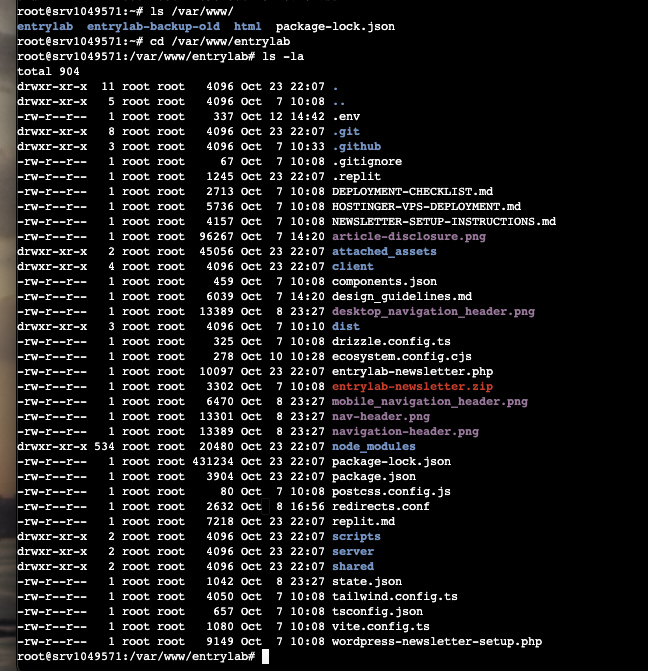 root@srv1049571:~# ls /var/www/
entrylab  entrylab-backup-old  html  package-lock.json
root@srv1049571:~# cd /var/www/entrylab
root@srv1049571:/var/www/entrylab# ls -la
total 904
drwxr-xr-x  11 root root   4096 Oct 23 22:07 .
drwxr-xr-x   5 root root   4096 Oct  7 10:08 ..
-rw-r--r--   1 root root    337 Oct 12 14:42 .env
drwxr-xr-x   8 root root   4096 Oct 23 22:07 .git
drwxr-xr-x   3 root root   4096 Oct  7 10:33 .github
-rw-r--r--   1 root root     67 Oct  7 10:08 .gitignore
-rw-r--r--   1 root root   1245 Oct 23 22:07 .replit
-rw-r--r--   1 root root   2713 Oct  7 10:08 DEPLOYMENT-CHECKLIST.md
-rw-r--r--   1 root root   5736 Oct  7 10:08 HOSTINGER-VPS-DEPLOYMENT.md
-rw-r--r--   1 root root   4157 Oct  7 10:08 NEWSLETTER-SETUP-INSTRUCTIONS.md
-rw-r--r--   1 root root  96267 Oct  7 14:20 article-disclosure.png
drwxr-xr-x   2 root root  45056 Oct 23 22:07 attached_assets
drwxr-xr-x   4 root root   4096 Oct 23 22:07 client
-rw-r--r--   1 root root    459 Oct  7 10:08 components.json
-rw-r--r--   1 root root   6039 Oct  7 14:20 design_guidelines.md
-rw-r--r--   1 root root  13389 Oct  8 23:27 desktop_navigation_header.png
drwxr-xr-x   3 root root   4096 Oct  7 10:10 dist
-rw-r--r--   1 root root    325 Oct  7 10:08 drizzle.config.ts
-rw-r--r--   1 root root    278 Oct 10 10:28 ecosystem.config.cjs
-rw-r--r--   1 root root  10097 Oct 23 22:07 entrylab-newsletter.php
-rw-r--r--   1 root root   3302 Oct  7 10:08 entrylab-newsletter.zip
-rw-r--r--   1 root root   6470 Oct  8 23:27 mobile_navigation_header.png
-rw-r--r--   1 root root  13301 Oct  8 23:27 nav-header.png
-rw-r--r--   1 root root  13389 Oct  8 23:27 navigation-header.png
drwxr-xr-x 534 root root  20480 Oct 23 22:07 node_modules
-rw-r--r--   1 root root 431234 Oct 23 22:07 package-lock.json
-rw-r--r--   1 root root   3904 Oct 23 22:07 package.json
-rw-r--r--   1 root root     80 Oct  7 10:08 postcss.config.js
-rw-r--r--   1 root root   2632 Oct  8 16:56 redirects.conf
-rw-r--r--   1 root root   7218 Oct 23 22:07 replit.md
drwxr-xr-x   2 root root   4096 Oct 23 22:07 scripts
drwxr-xr-x   2 root root   4096 Oct 23 22:07 server
drwxr-xr-x   2 root root   4096 Oct 23 22:07 shared
-rw-r--r--   1 root root   1042 Oct  8 23:27 state.json
-rw-r--r--   1 root root   4050 Oct  7 10:08 tailwind.config.ts
-rw-r--r--   1 root root    657 Oct  7 10:08 tsconfig.json
-rw-r--r--   1 root root   1080 Oct  7 10:08 vite.config.ts
-rw-r--r--   1 root root   9149 Oct  7 10:08 wordpress-newsletter-setup.php
root@srv1049571:/var/www/entrylab#